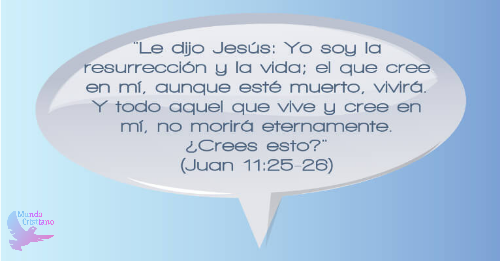 "Le dijo Jesús: Yo soy la
resurrección y la vida; el que cree
en mí, aunque esté muerto, vivirá.
Y todo aquel que vive y cree en
mí, no morirá eternamente.
¿Crees esto?"
(Juan 11:25-26)
Mundo
Cristiano